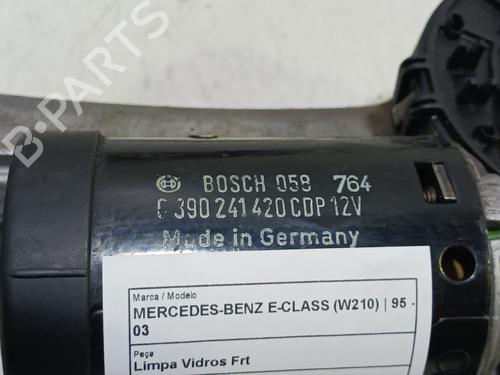 B-PARTS
BOSCH 058 764
0 390 241 420 CDP 12V
Made in Germany
Marca / Modelo
MERCEDES-BENZ E-CLASS (W210) | 95 -
03
Peça
Limpa Vidros Frt